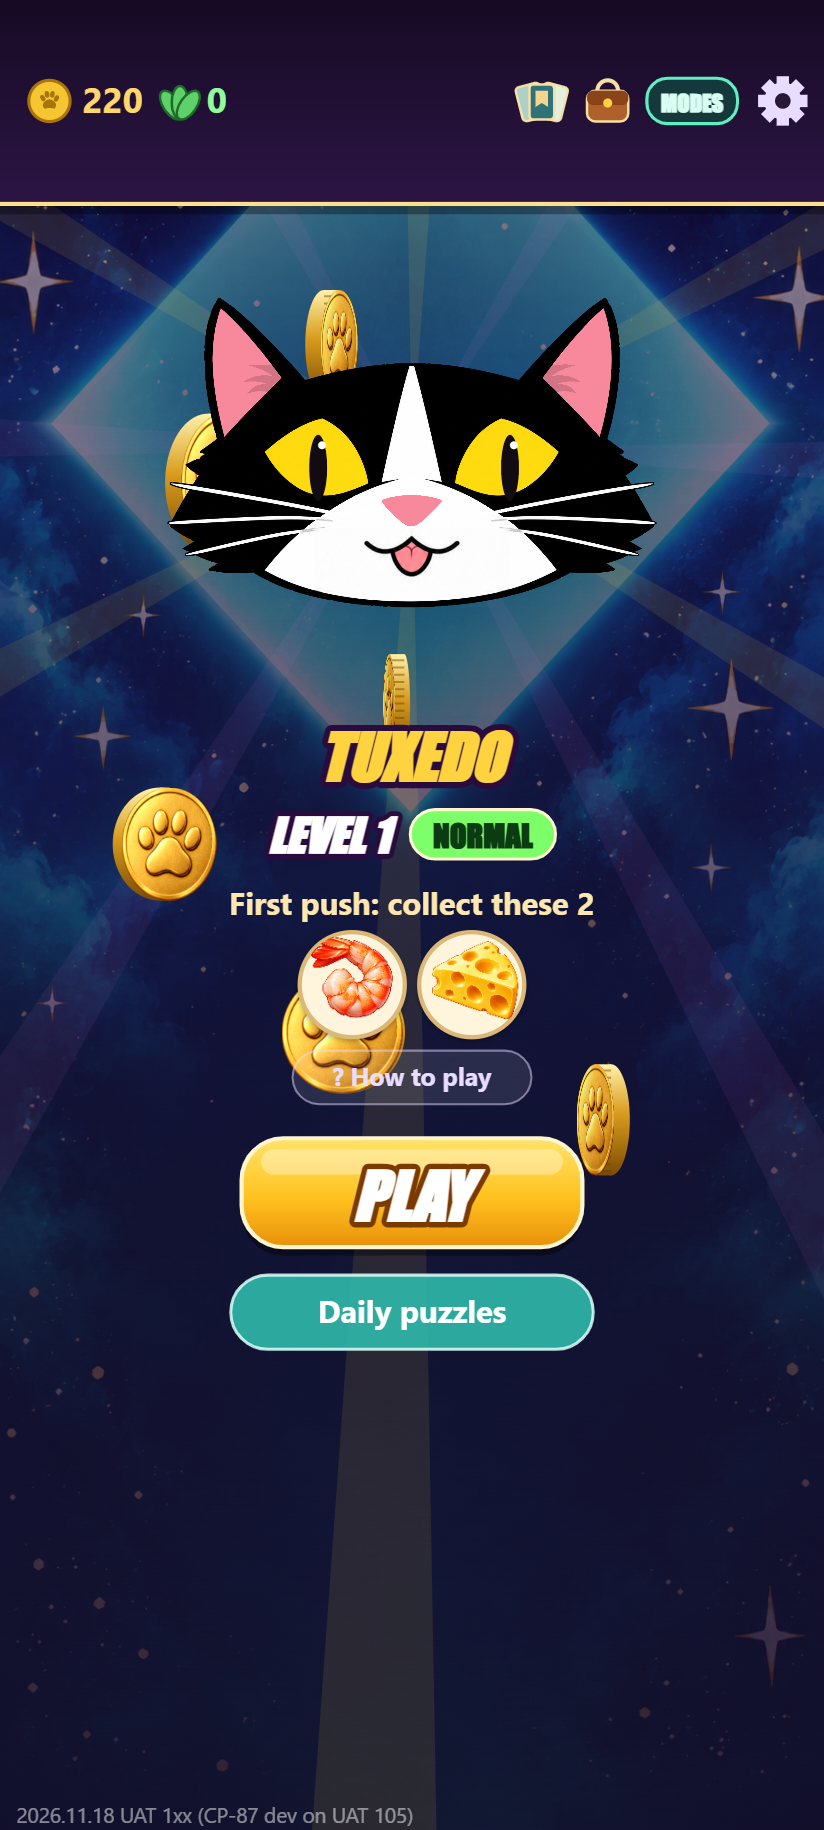 220
0
MODES
TUXEDO
LEVEL 1
NORMAL
First push: collect these 2
? How to play
PLAY
Daily puzzles
2026.11.18 UAT 1xx (CP-87 dev on UAT 105)